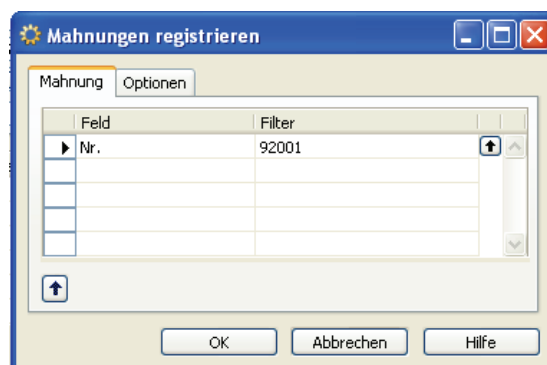 Mahnungen registrieren
Mahnung Optionen
Feld Filter
Nr. 92001
OK Abbrechen Hilfe